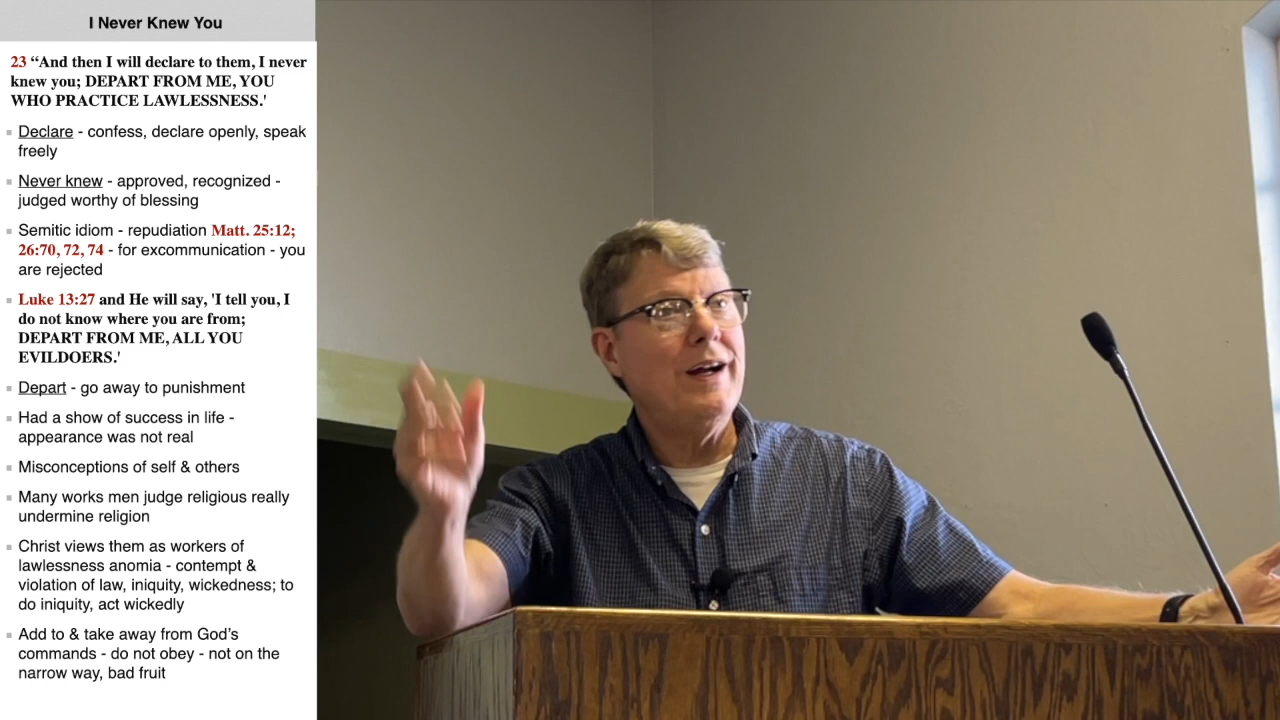 I Never Knew You
23 “And then I will declare to them, I never
knew you; DEPART FROM ME, YOU
WHO PRACTICE LAWLESSNESS.'
Declare - confess, declare openly, speak
freely
Never knew - approved, recognized -
judged worthy of blessing
Semitic idiom - repudiation Matt. 25:12;
26:70, 72, 74 - for excommunication - you
are rejected
Luke 13:27 and He will say, 'I tell you, I
do not know where you are from;
DEPART FROM ME, ALL YOU
EVILDOERS.'
Depart - go away to punishment
Had a show of success in life -
appearance was not real
Misconceptions of self & others
Many works men judge religious really
undermine religion
Christ views them as workers of
lawlessness anomia - contempt &
violation of law, iniquity, wickedness; to
do iniquity, act wickedly
Add to & take away from God’s
commands - do not obey - not on the
narrow way, bad fruit